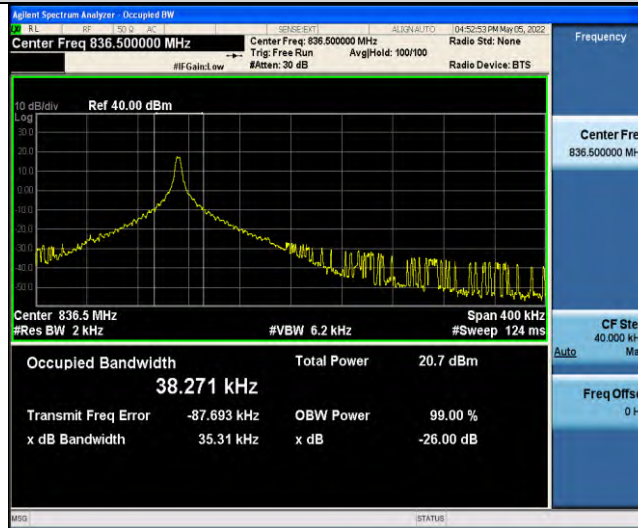 Agilent Spectrum Analyzer - Occupied BW
RL RF 50 Ω AC SENSE:EXT ALIGN AUTO 04:52:53 PM May 05, 2022
Center Freq 836.500000 MHz
Center Freq: 836.500000 MHz
Radio Std: None
Trig: Free Run Avg|Hold: 100/100
#IFGain:Low #Atten: 30 dB Radio Device: BTS
10 dB/div Ref 40.00 dBm
Log
30.0
20.0
10.0
0.00
-10.0
-20.0
-30.0
-40.0
-50.0
Center 836.5 MHz Span 400 kHz
#Res BW 2 kHz #VBW 6.2 kHz #Sweep 124 ms
Occupied Bandwidth Total Power 20.7 dBm
38.271 kHz
Transmit Freq Error -87.693 kHz OBW Power 99.00 %
x dB Bandwidth 35.31 kHz x dB -26.00 dB
MSG STATUS
Frequency
Center Fre
836.500000 MH
CF Ste
40.000 kH
Auto Ma
Freq Offse
0 H